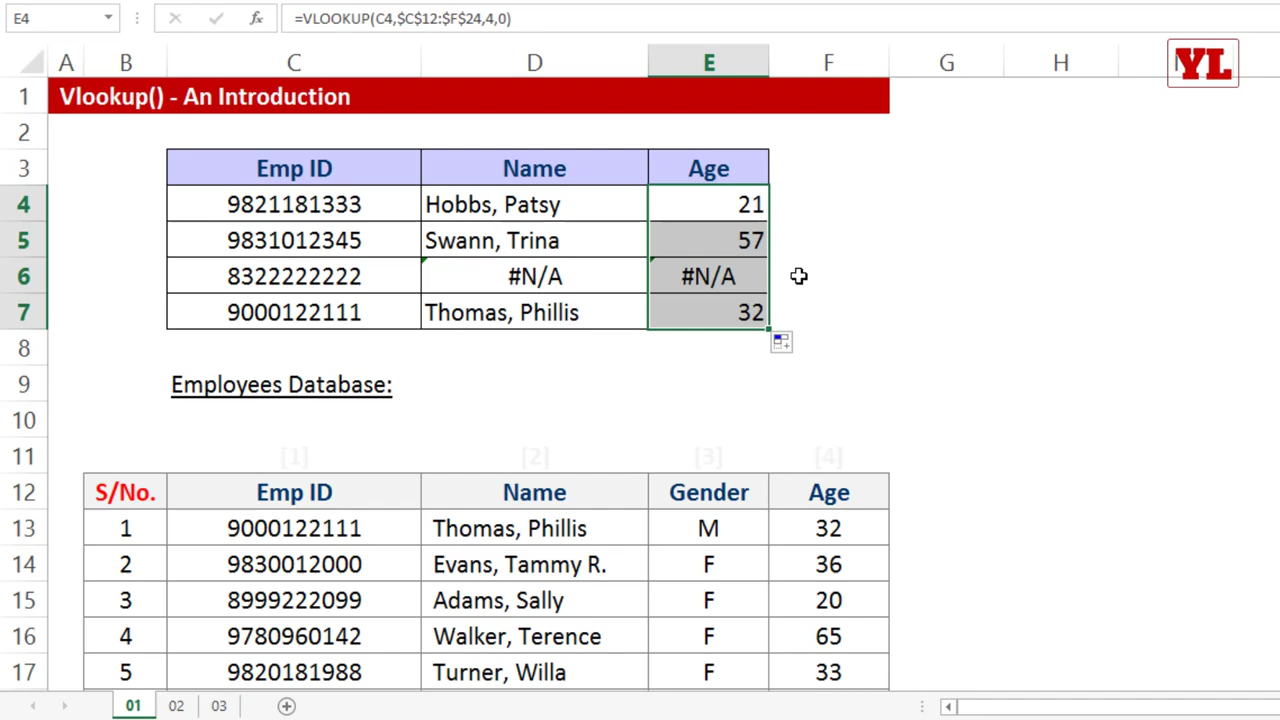 E4 =VLOOKUP(C4,$C$12:$F$24,4,0)
A B C D E F G H
YL
1 Vlookup() - An Introduction
2
3 Emp ID Name Age
4 9821181333 Hobbs, Patsy 21
5 9831012345 Swann, Trina 57
6 8322222222 #N/A #N/A
7 9000122111 Thomas, Phillis 32
8
9 Employees Database:
10
11 [1] [2] [3] [4]
12 S/No. Emp ID Name Gender Age
13 1 9000122111 Thomas, Phillis M 32
14 2 9830012000 Evans, Tammy R. F 36
15 3 8999222099 Adams, Sally F 20
16 4 9780960142 Walker, Terence F 65
17 5 9820181988 Turner, Willa F 33
01 02 03